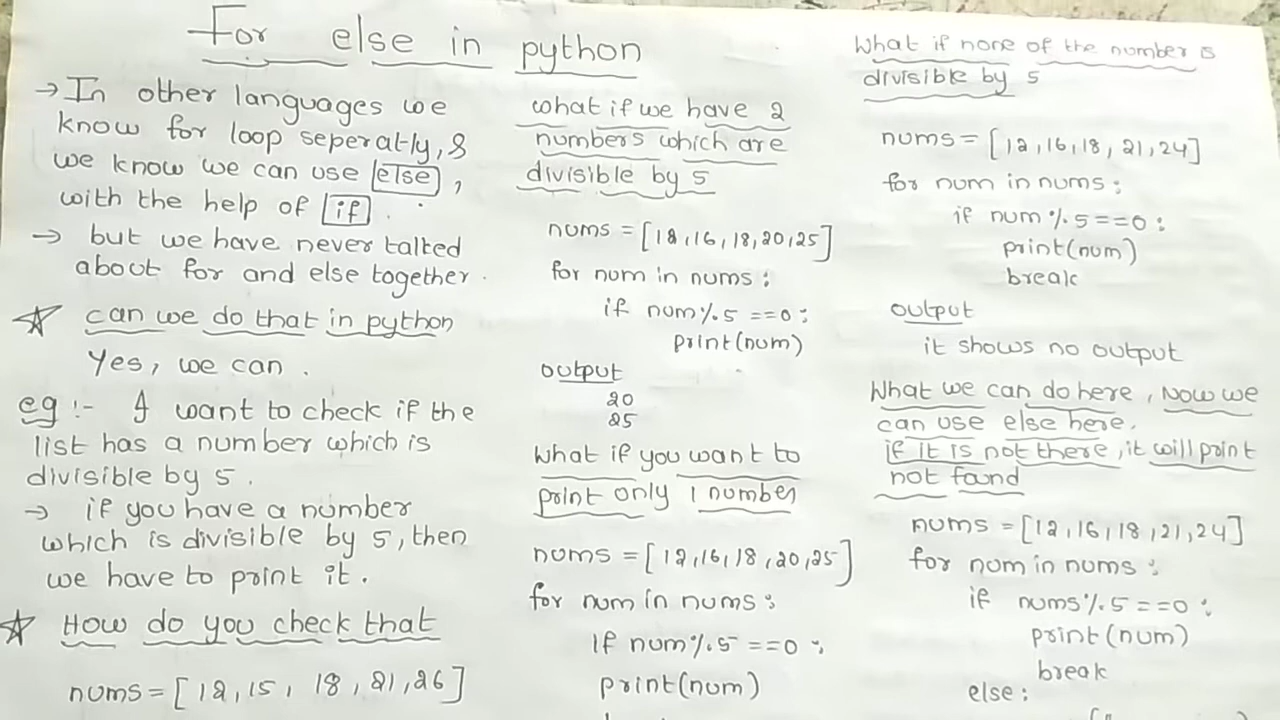 For else in python
→ In other languages we
know for loop seperatly, &
we know we can use else,
with the help of if.
→ but we have never talted
about for and else together.
☆ can we do that in python
Yes, we can.
eg :- I want to check if the
list has a number which is
divisible by 5.
→ if you have a number
which is divisible by 5, then
we have to print it.
☆ How do you check that
nums = [12, 15, 18, 21, 26]
what if we have 2
numbers which are
divisible by 5
nums = [18,16,18,20,25]
for num in nums:
if num%5 ==0:
print(num)
output
20
25
What if you want to
print only 1 number
nums = [12,16,18,20,25]
for num in nums:
If num%5 ==0:
print(num)
What if none of the number is
divisible by 5
nums = [12,16,18,21,24]
for num in nums:
if num%5==0:
print(num)
break
output
it shows no output
What we can do here, Now we
can use else here.
if it is not there, it will print
not found
nums = [12,16,18,21,24]
for num in nums:
if nums%5==0:
print(num)
break
else: